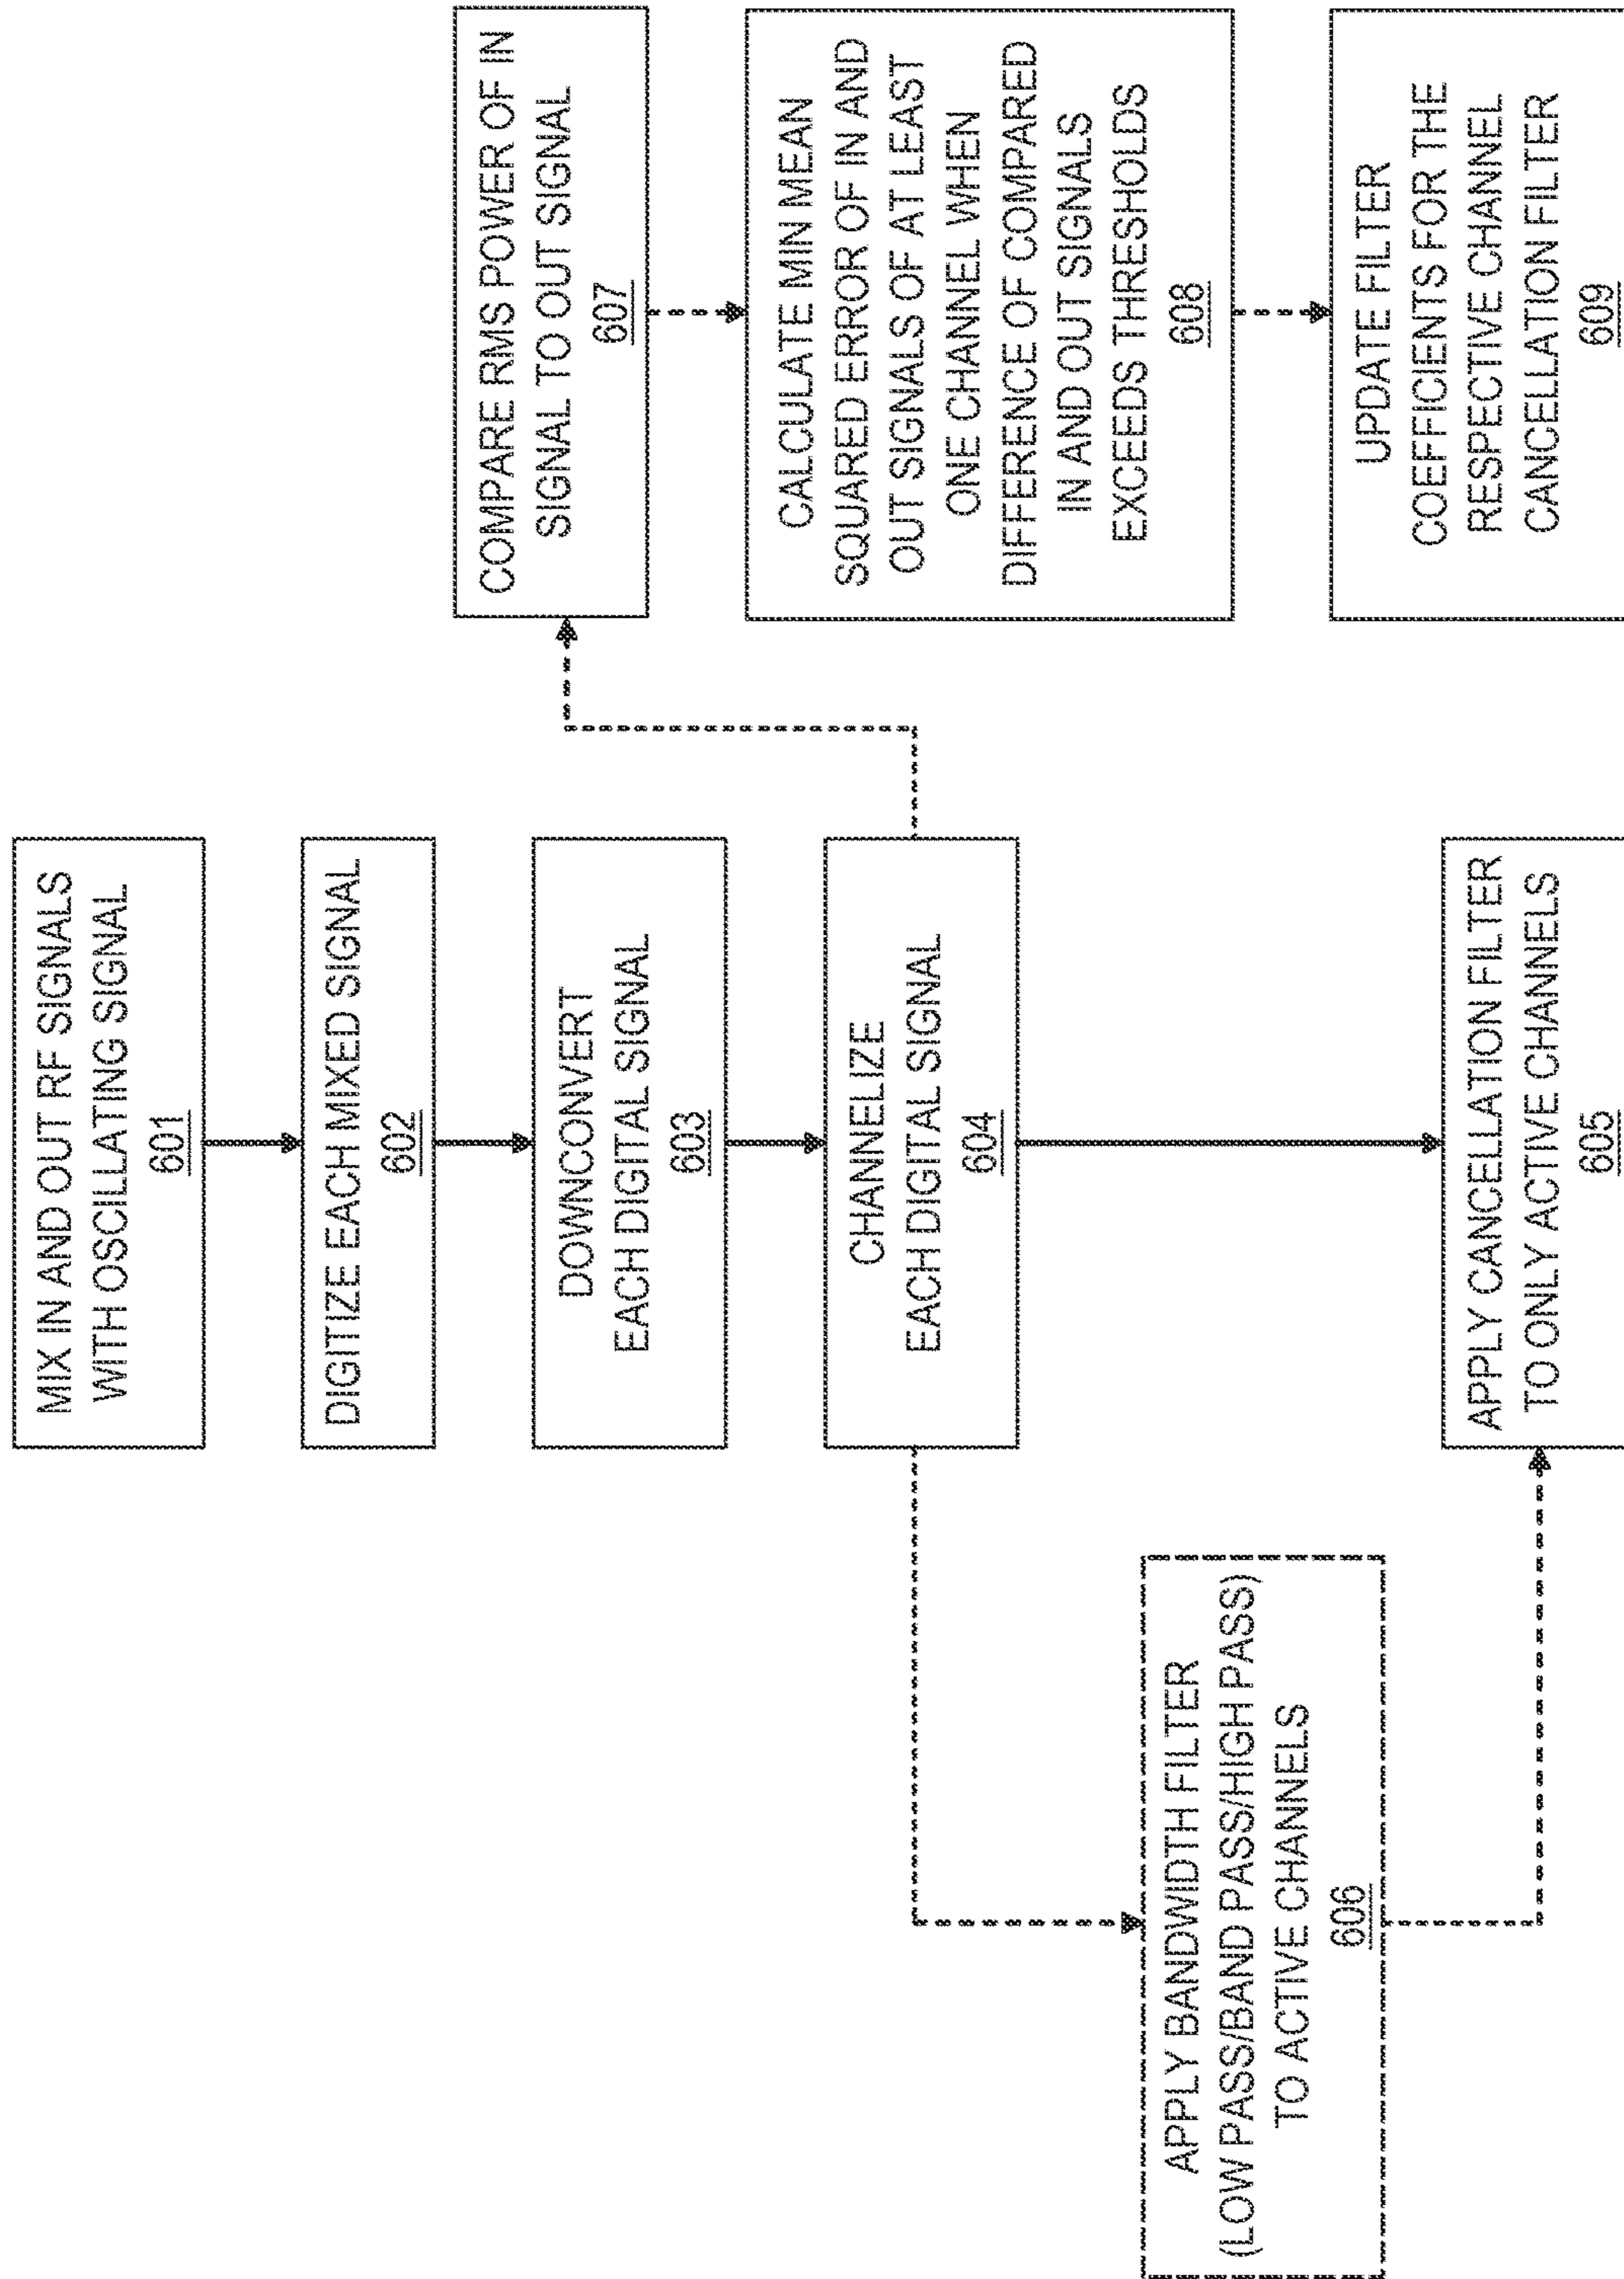 MIX IN AND OUT RF SIGNALS
WITH OSCILLATING SIGNAL
601
DIGITIZE EACH MIXED SIGNAL
602
DOWNCONVERT
EACH DIGITAL SIGNAL
603
CHANNELIZE
EACH DIGITAL SIGNAL
604
APPLY CANCELLATION FILTER
TO ONLY ACTIVE CHANNELS
605
APPLY BANDWIDTH FILTER
(LOW PASS/BAND PASS/HIGH PASS)
TO ACTIVE CHANNELS
606
COMPARE RMS POWER OF IN
SIGNAL TO OUT SIGNAL
607
CALCULATE MIN MEAN
SQUARED ERROR OF IN AND
OUT SIGNALS OF AT LEAST
ONE CHANNEL WHEN
DIFFERENCE OF COMPARED
IN AND OUT SIGNALS
EXCEEDS THRESHOLDS
608
UPDATE FILTER
COEFFICIENTS FOR THE
RESPECTIVE CHANNEL
CANCELLATION FILTER
609